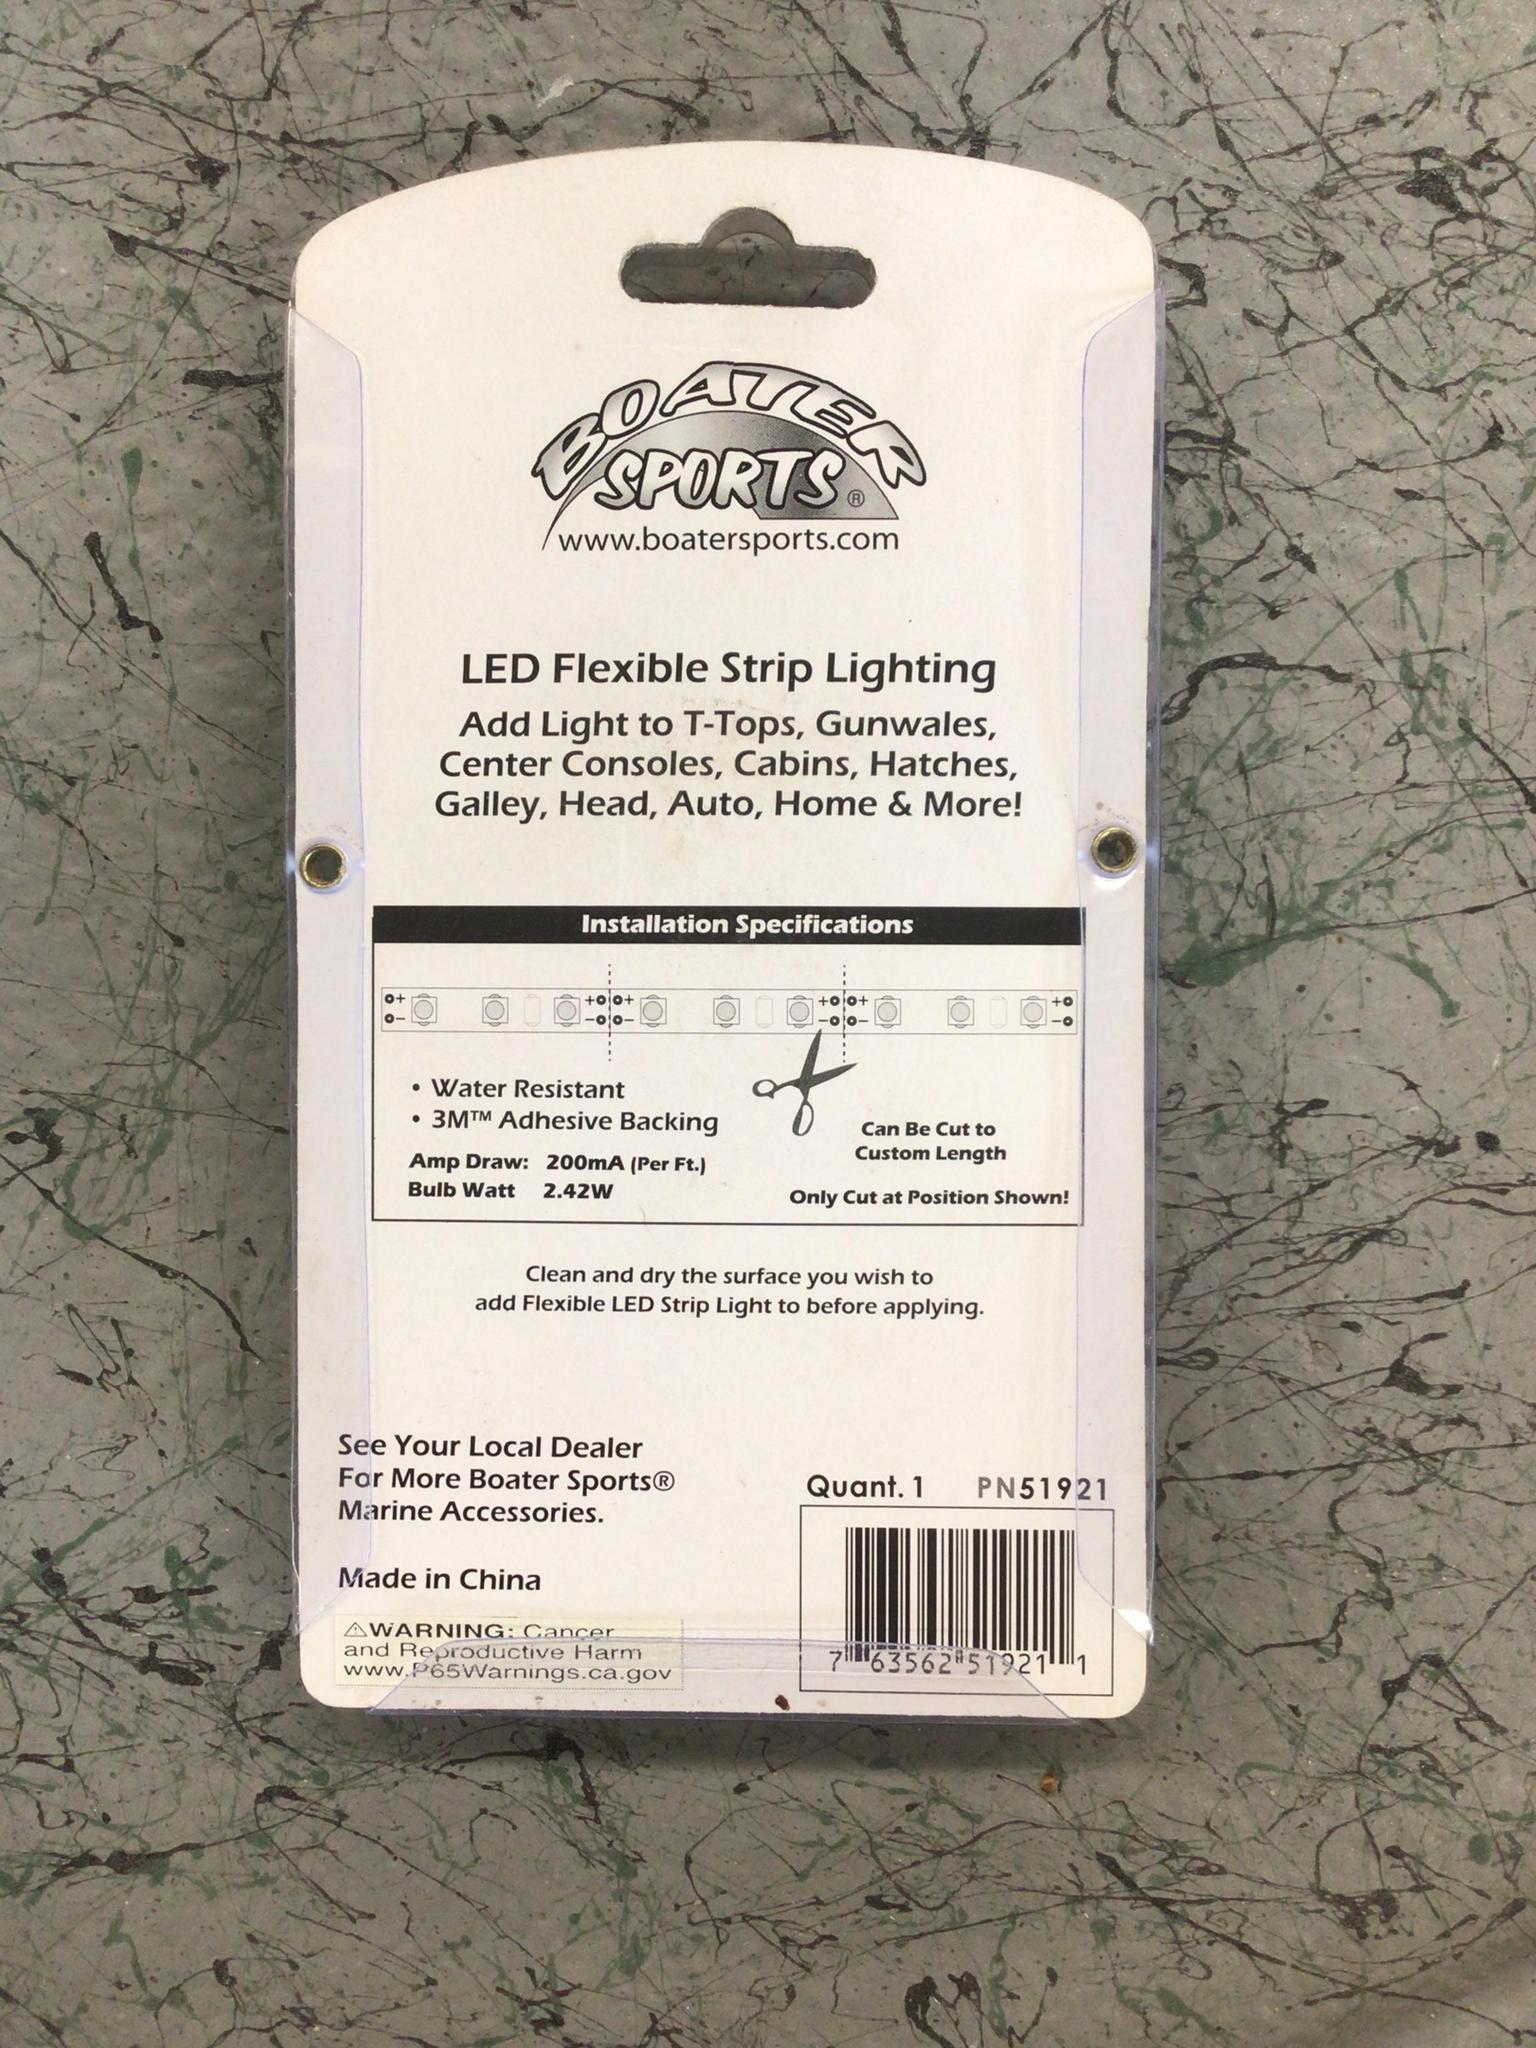 BOATER
SPORTS®
www.boatersports.com
LED Flexible Strip Lighting
Add Light to T-Tops, Gunwales,
Center Consoles, Cabins, Hatches,
Galley, Head, Auto, Home & More!
Installation Specifications
+ + + + + +
- - - - - -
• Water Resistant
• 3M™ Adhesive Backing
Amp Draw: 200mA (Per Ft.)
Bulb Watt 2.42W
Can Be Cut to
Custom Length
Only Cut at Position Shown!
Clean and dry the surface you wish to
add Flexible LED Strip Light to before applying.
See Your Local Dealer
For More Boater Sports®
Marine Accessories.
Made in China
⚠WARNING: Cancer
and Reproductive Harm
www.P65Warnings.ca.gov
Quant. 1 PN51921
7 63562 51921 1